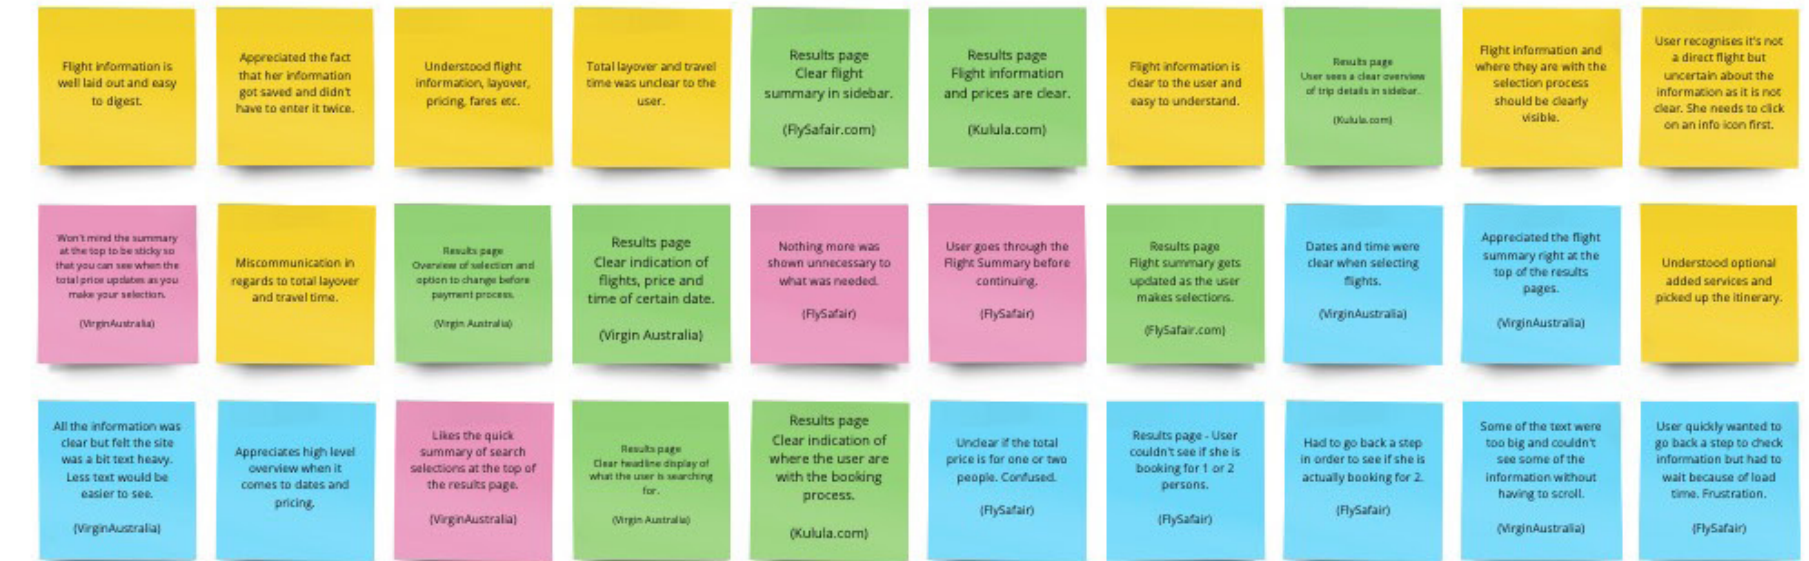 Flight information is
well laid out and easy
to digest.
Appreciated the fact
that her information
got saved and didn't
have to enter it twice.
Understood flight
information, layover,
pricing, fares etc.
Total layover and travel
time was unclear to the
user.
Results page
Clear flight
summary in sidebar.
(FlySafair.com)
Results page
Flight information
and prices are clear.
(Kulula.com)
Flight information is
clear to the user and
easy to understand.
Results page
User sees a clear overview
of trip details in sidebar.
(Kulula.com)
Flight information and
where they are with the
selection process
should be clearly
visible.
User recognises it's not
a direct flight but
uncertain about the
information as it is not
clear. She needs to click
on an info icon first.
Won't mind the summary
at the top to be sticky so
that you can see when the
total price updates as you
make your selection.
(VirginAustralia)
Miscommunication in
regards to total layover
and travel time.
Results page
Overview of selection and
option to change before
payment process.
(Virgin Australia)
Results page
Clear indication of
flights, price and
time of certain date.
(Virgin Australia)
Nothing more was
shown unnecessary to
what was needed.
(FlySafair)
User goes through the
Flight Summary before
continuing.
(FlySafair)
Results page
Flight summary gets
updated as the user
makes selections.
(FlySafair.com)
Dates and time were
clear when selecting
flights.
(VirginAustralia)
Appreciated the flight
summary right at the
top of the results
pages.
(VirginAustralia)
Understood optional
added services and
picked up the itinerary.
All the information was
clear but felt the site
was a bit text heavy.
Less text would be
easier to see.
(VirginAustralia)
Appreciates high level
overview when it
comes to dates and
pricing.
Likes the quick
summary of search
selections at the top of
the results page.
(VirginAustralia)
Results page
Clear headline display of
what the user is searching
for.
(Virgin Australia)
Results page
Clear indication of
where the user are
with the booking
process.
(Kulula.com)
Unclear if the total
price is for one or two
people. Confused.
(FlySafair)
Results page - User
couldn't see if she is
booking for 1 or 2
persons.
(FlySafair)
Had to go back a step
in order to see if she is
actually booking for 2.
(FlySafair)
Some of the text were
too big and couldn't
see some of the
information without
having to scroll.
(VirginAustralia)
User quickly wanted to
go back a step to check
information but had to
wait because of load
time. Frustration.
(FlySafair)